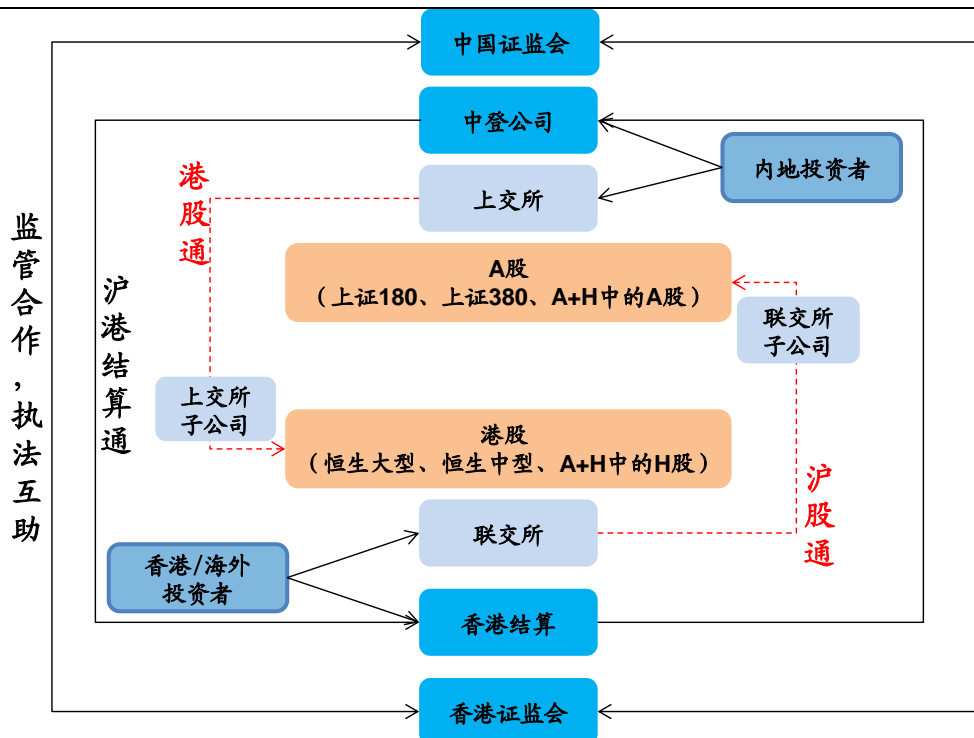 中国证监会
中登公司
内地投资者
港股通
上交所
监管合作，执法互助
沪港结算通
A股
（上证180、上证380、A+H中的A股）
联交所
子公司
上交所
子公司
港股
（恒生大型、恒生中型、A+H中的H股）
沪股通
联交所
香港/海外
投资者
香港结算
香港证监会